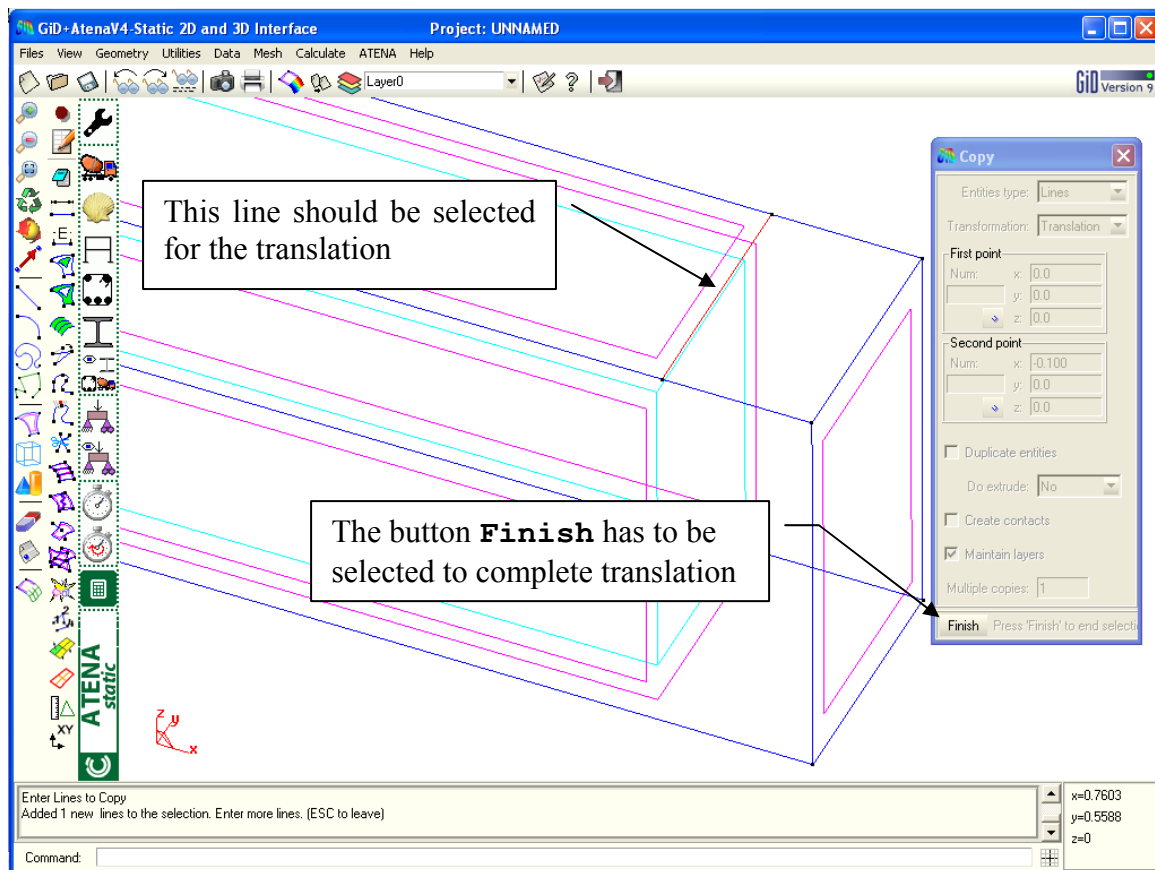 GiD+AtenaV4-Static 2D and 3D Interface Project: UNNAMED
Files View Geometry Utilities Data Mesh Calculate ATENA Help
Layer0
GiD Version 9
Copy
Entities type: Lines
Transformation: Translation
First point
Num: x: 0.0
y: 0.0
z: 0.0
Second point
Num: x: -0.100
y: 0.0
z: 0.0
Duplicate entities
Do extrude: No
Create contacts
Maintain layers
Multiple copies: 1
Finish Press 'Finish' to end selecti
This line should be selected
for the translation
The button Finish has to be
selected to complete translation
:E:
XY
ATENA
static
z y
x
Enter Lines to Copy
Added 1 new lines to the selection. Enter more lines. (ESC to leave)
x=0.7603
y=0.5588
z=0
Command: